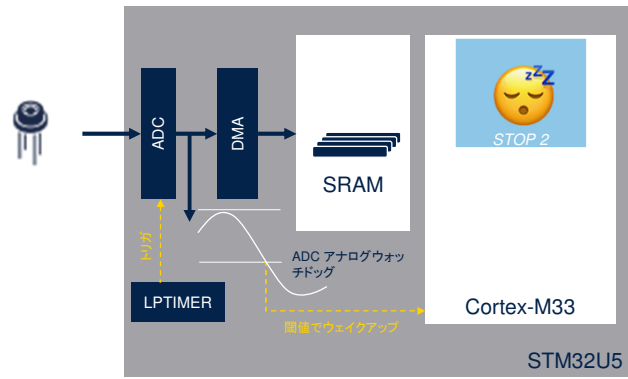 zzZ
STOP 2
ADC
DMA
SRAM
トリガ
ADC アナログウォッ
チドッグ
LPTIMER
閾値でウェイクアップ
Cortex-M33
STM32U5